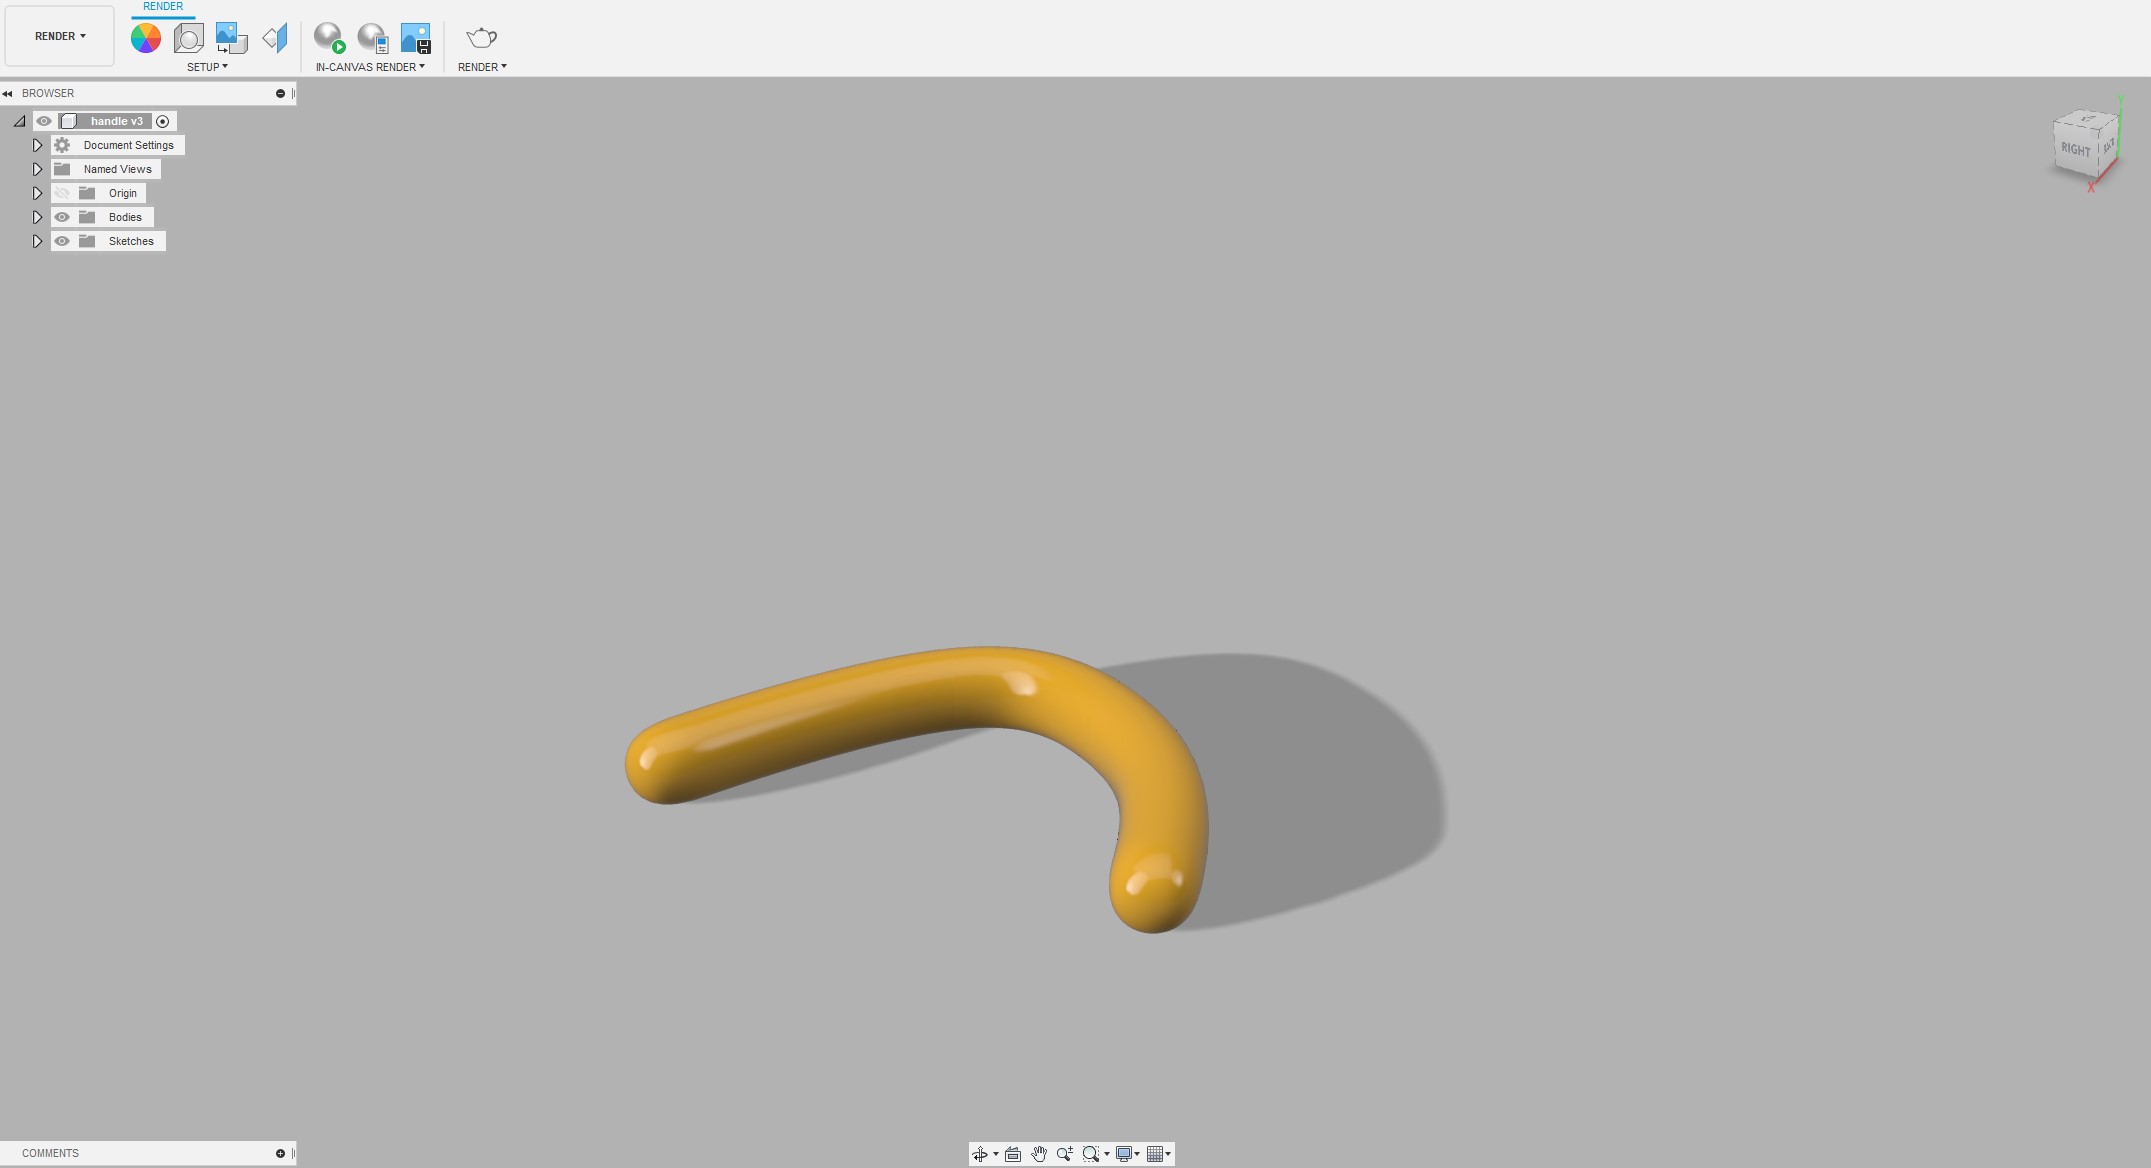 RENDER
RENDER
SETUP
IN-CANVAS RENDER
RENDER
BROWSER
handle v3
Document Settings
Named Views
Origin
Bodies
Sketches
Y
RIGHT
X
COMMENTS